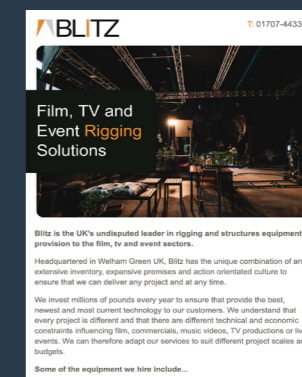 BLITZ
T: 01707-4433
Film, TV and
Event Rigging
Solutions
Blitz is the UK's undisputed leader in rigging and structures equipment
provision to the film, tv and event sectors.
Headquartered in Welham Green UK, Blitz has the unique combination of an
extensive inventory, expansive premises and action orientated culture to
ensure that we can deliver any project and at any time.
We invest millions of pounds every year to ensure that provide the best,
newest and most current technology to our customers. We understand that
every project is different and that there are different technical and economic
constraints influencing film, commercials, music videos, TV productions or liv
events. We can therefore adapt our services to suit different project scales a
budgets.
Some of the equipment we hire include...